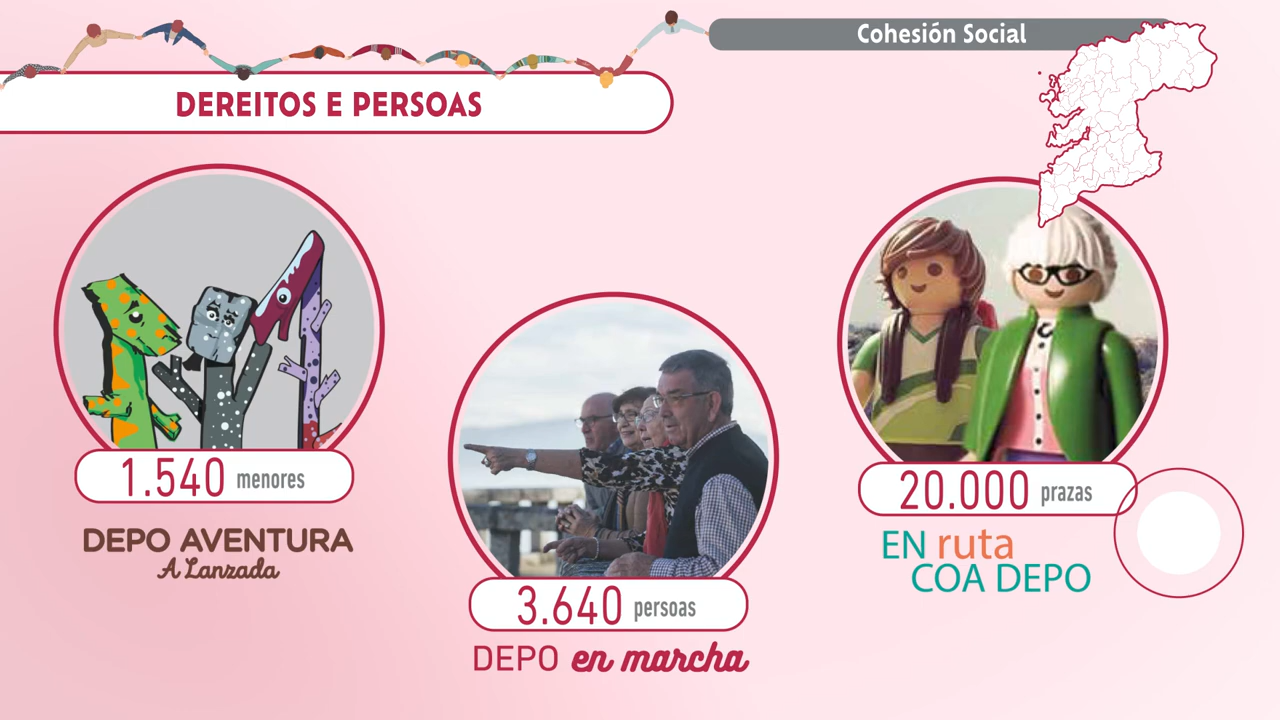 Cohesión Social
DEREITOS E PERSOAS
1.540 menores
DEPO AVENTURA
A Lanzada
3.640 persoas
DEPO en marcha
20.000 prazas
EN ruta
COA DEPO